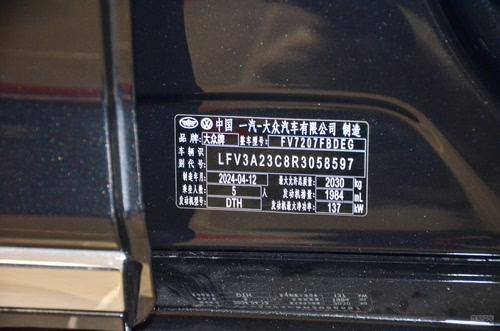 中国 一汽-大众汽车有限公司 制造
品牌 大众牌 整车型号 FV7207FBDEG
车辆识别代号 LFV3A23C8R3058597
制造年月 2024-04-12 最大允许总质量 2030 kg
乘坐人数 5 人 发动机排量 1984 mL
发动机型号 DTH 发动机最大净功率 137 kW